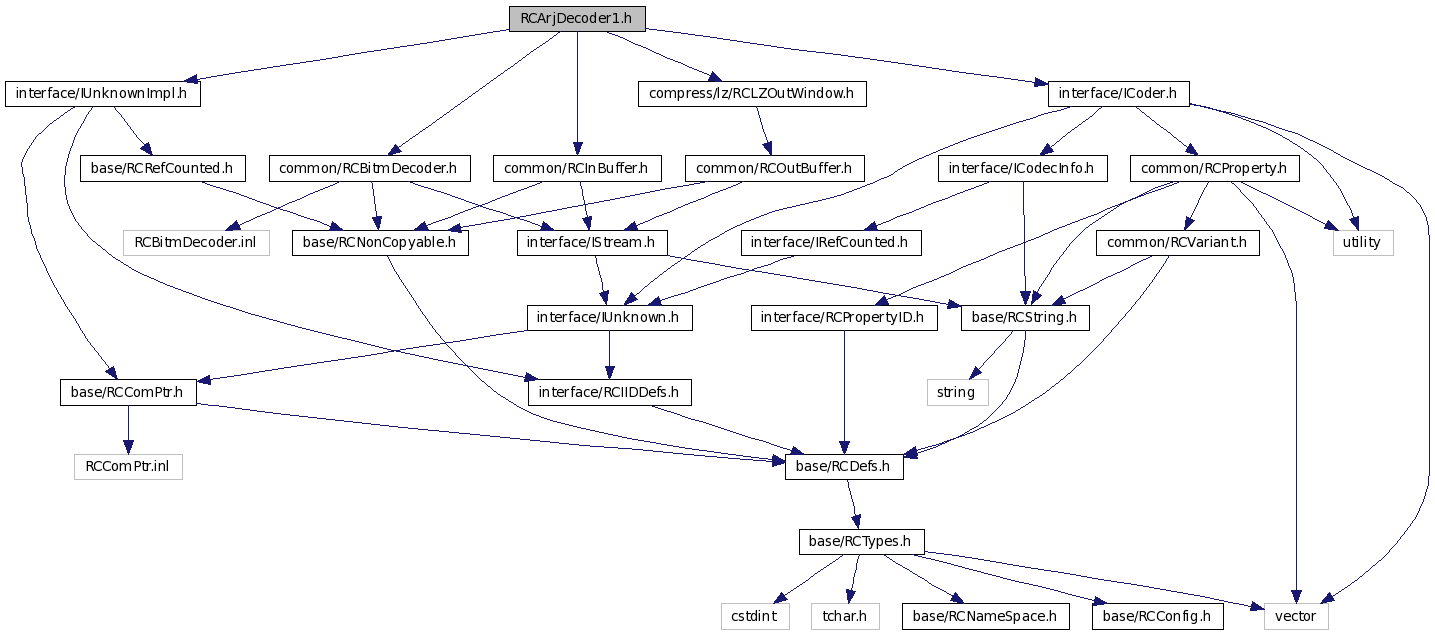 RCArjDecoder1.h
interface/IUnknownImpl.h
compress/lz/RCLZOutWindow.h
interface/ICoder.h
base/RCRefCounted.h
common/RCBitmDecoder.h
common/RCInBuffer.h
common/RCOutBuffer.h
interface/ICodecInfo.h
common/RCProperty.h
RCBitmDecoder.inl
base/RCNonCopyable.h
interface/IStream.h
interface/IRefCounted.h
common/RCVariant.h
utility
interface/IUnknown.h
interface/RCPropertyID.h
base/RCString.h
base/RCComPtr.h
interface/RCIIDDefs.h
string
RCComPtr.inl
base/RCDefs.h
base/RCTypes.h
cstdint
tchar.h
base/RCNameSpace.h
base/RCConfig.h
vector